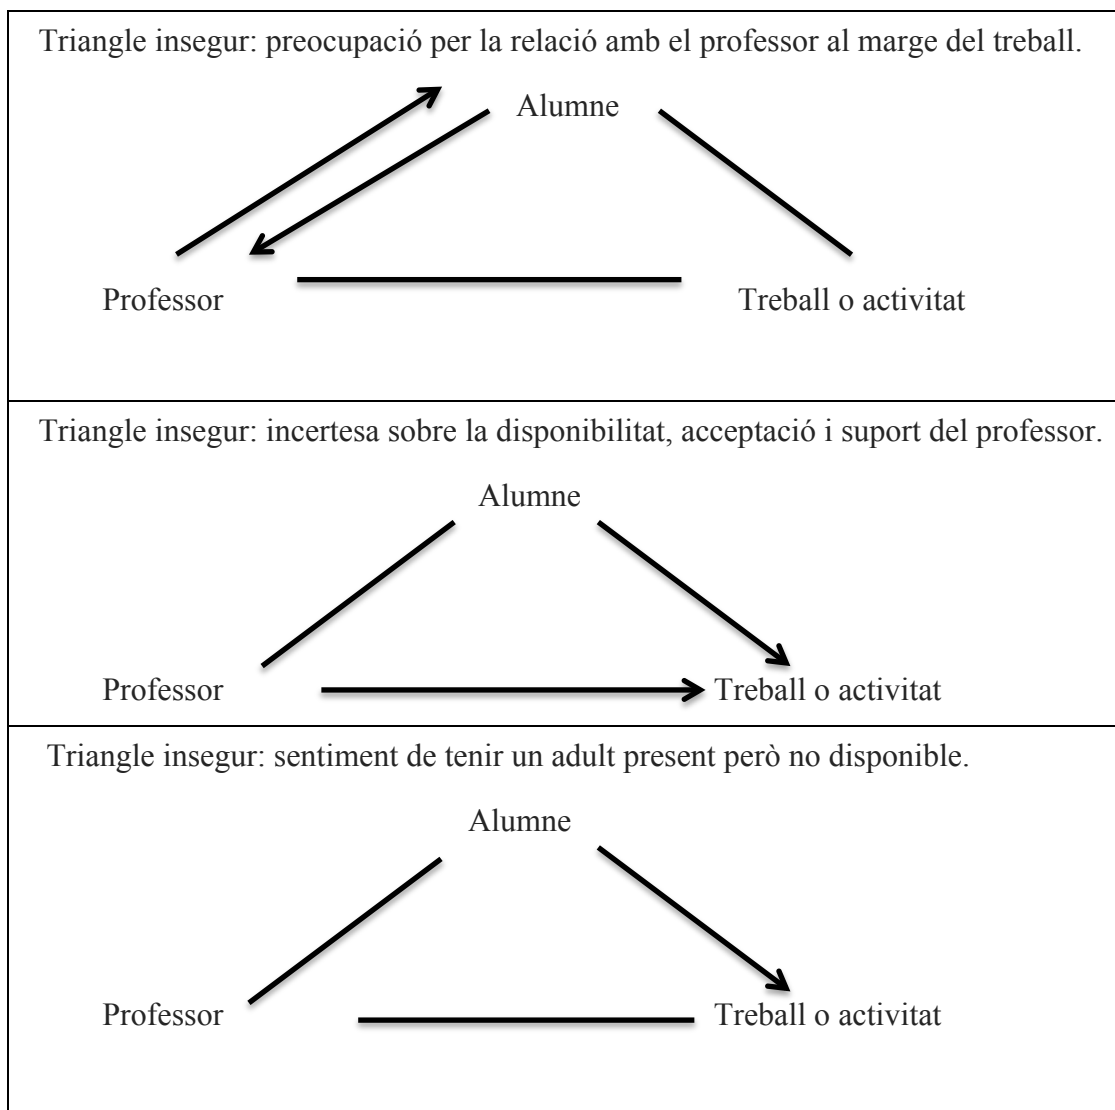 Triangle insegur: preocupació per la relació amb el professor al marge del treball.
Alumne
Professor
Treball o activitat
Triangle insegur: incertesa sobre la disponibilitat, acceptació i suport del professor.
Alumne
Professor
Treball o activitat
Triangle insegur: sentiment de tenir un adult present però no disponible.
Alumne
Professor
Treball o activitat